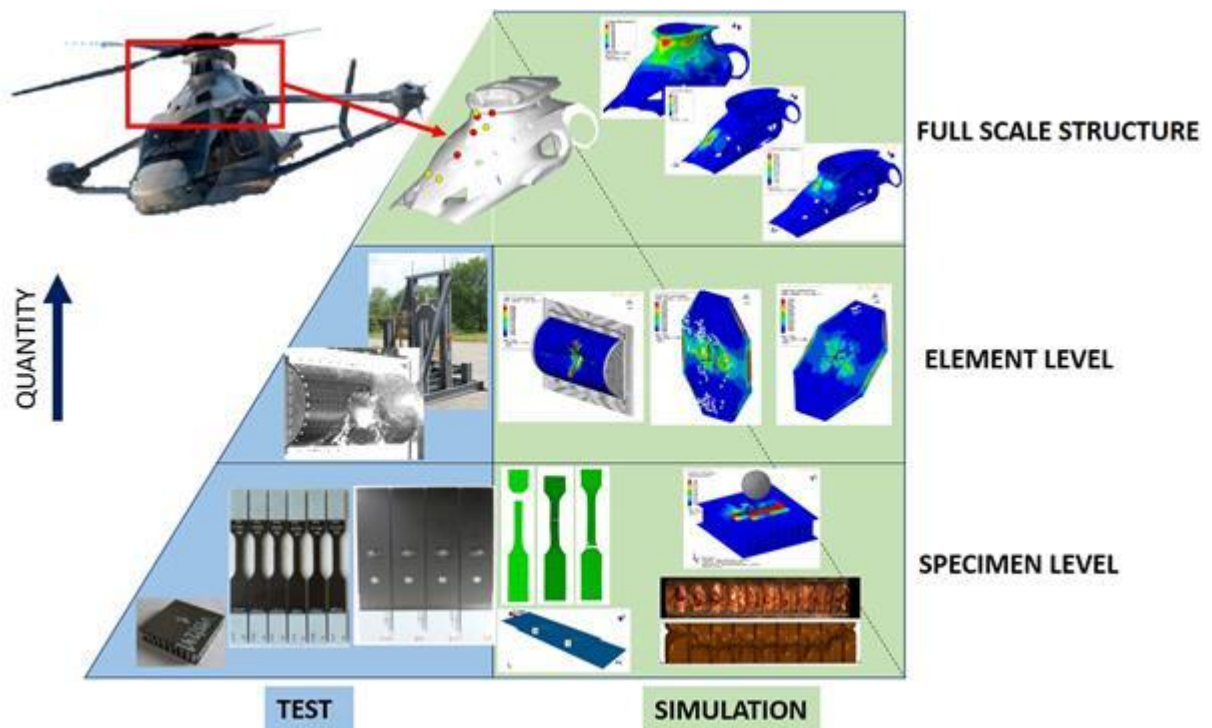 FULL SCALE STRUCTURE
QUANTITY
ELEMENT LEVEL
SPECIMEN LEVEL
TEST
SIMULATION